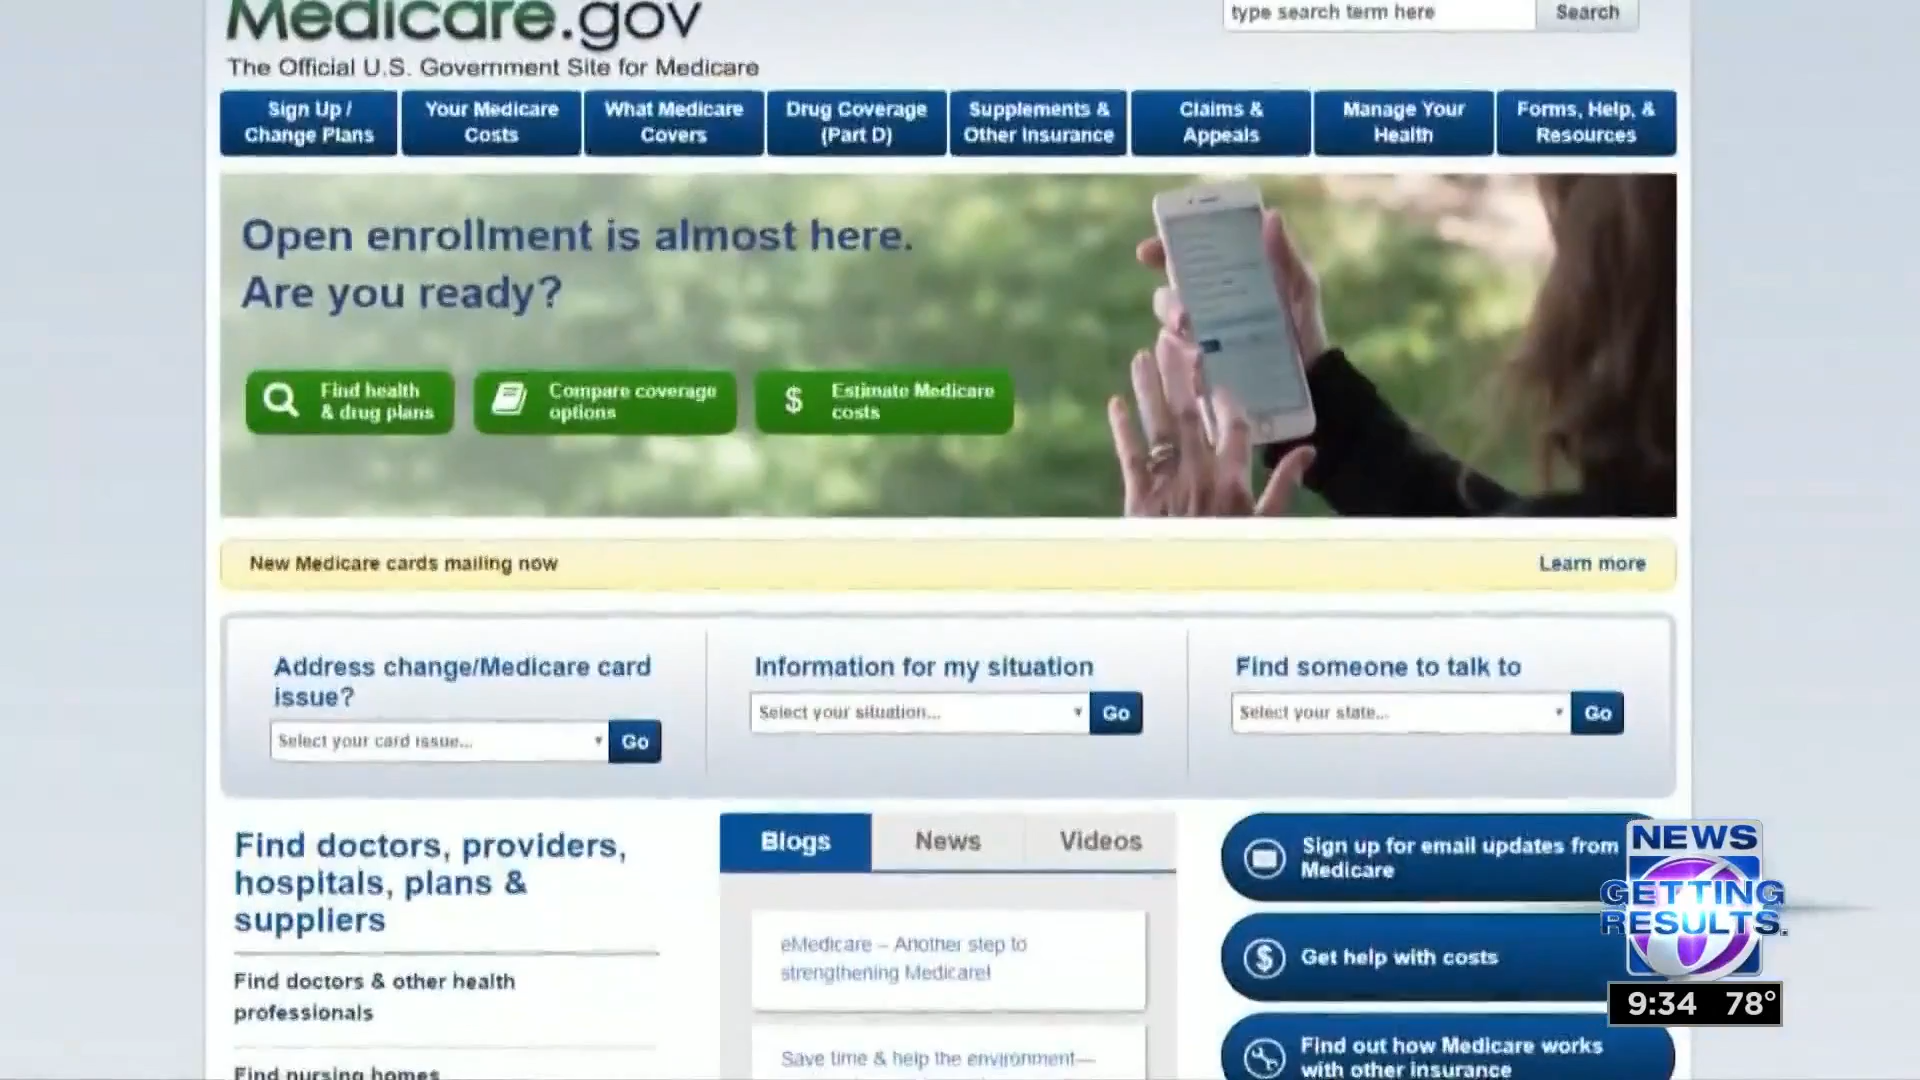 Medicare.gov
type search term here
Search
The Official U.S. Government Site for Medicare
Sign Up /
Change Plans
Your Medicare
Costs
What Medicare
Covers
Drug Coverage
(Part D)
Supplements &
Other Insurance
Claims &
Appeals
Manage Your
Health
Forms, Help, &
Resources
Open enrollment is almost here.
Are you ready?
Find health
& drug plans
Compare coverage
options
$
Estimate Medicare
costs
New Medicare cards mailing now
Learn more
Address change/Medicare card
issue?
Select your card issue...
Go
Information for my situation
Select your situation...
Go
Find someone to talk to
Select your state...
Go
Find doctors, providers,
hospitals, plans &
suppliers
Find doctors & other health
professionals
Find nursing homes
Blogs
News
Videos
eMedicare – Another step to
strengthening Medicare!
Save time & help the environment—
Sign up for email updates from
Medicare
$
Get help with costs
Find out how Medicare works
with other insurance
NEWS
6
GETTING
RESULTS.
9:34 78°